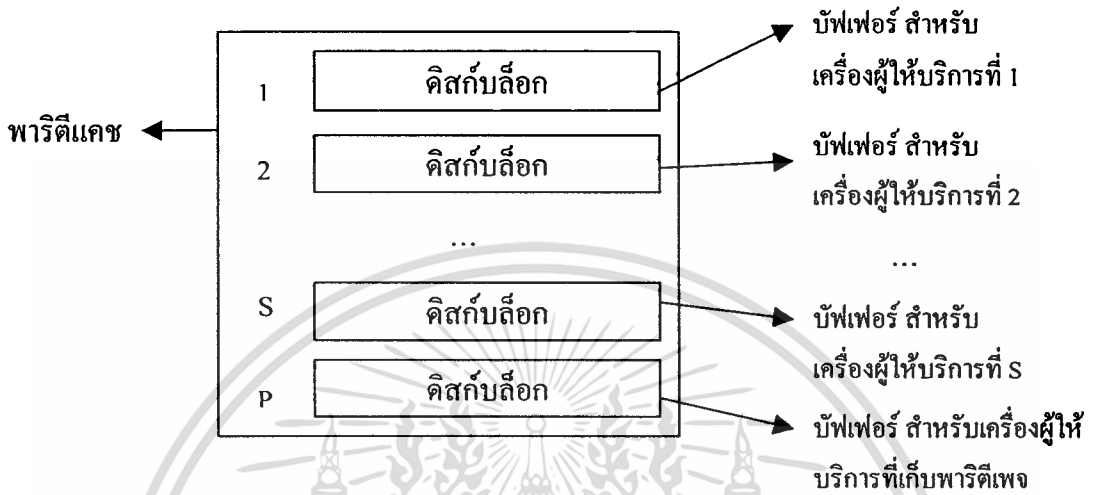 พาริตีแคช
1
ดิสก์บล็อก
บัฟเฟอร์ สำหรับ
เครื่องผู้ให้บริการที่ 1
2
ดิสก์บล็อก
บัฟเฟอร์ สำหรับ
เครื่องผู้ให้บริการที่ 2
...
...
S
ดิสก์บล็อก
บัฟเฟอร์ สำหรับ
เครื่องผู้ให้บริการที่ S
P
ดิสก์บล็อก
บัฟเฟอร์ สำหรับเครื่องผู้ให้
บริการที่เก็บพาริตีเพจ